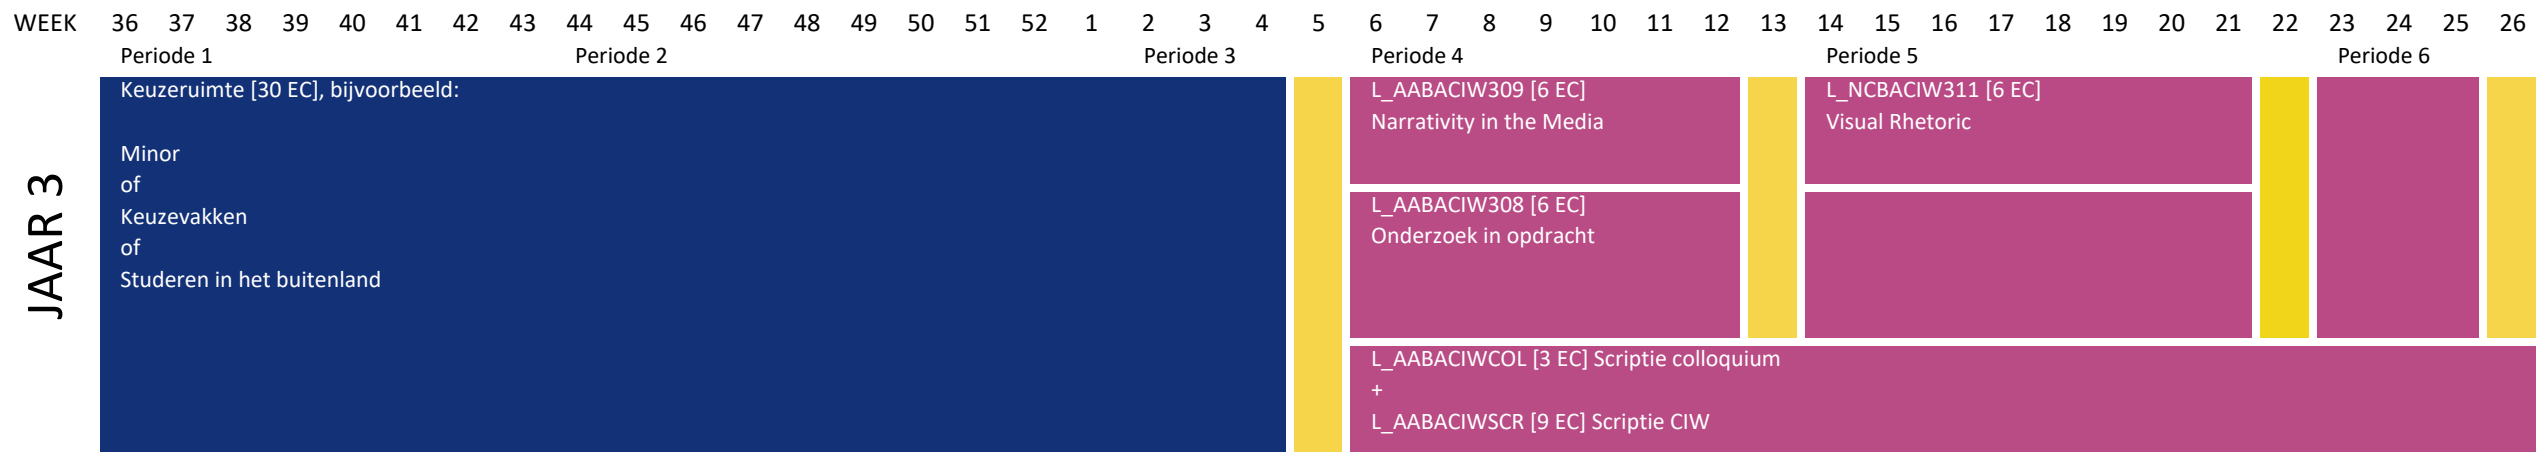 WEEK 36 37 38 39 40 41 42 43 44 45 46 47 48 49 50 51 52 1 2 3 4 5 6 7 8 9 10 11 12 13 14 15 16 17 18 19 20 21 22 23 24 25 26
Periode 1 Periode 2 Periode 3 Periode 4 Periode 5 Periode 6
JAAR 3
Keuzeruimte [30 EC], bijvoorbeeld:
Minor
of
Keuzevakken
of
Studeren in het buitenland
L_AABACIW309 [6 EC]
Narrativity in the Media
L_NCBACIW311 [6 EC]
Visual Rhetoric
L_AABACIW308 [6 EC]
Onderzoek in opdracht
L_AABACIWCOL [3 EC] Scriptie colloquium
+
L_AABACIWSCR [9 EC] Scriptie CIW